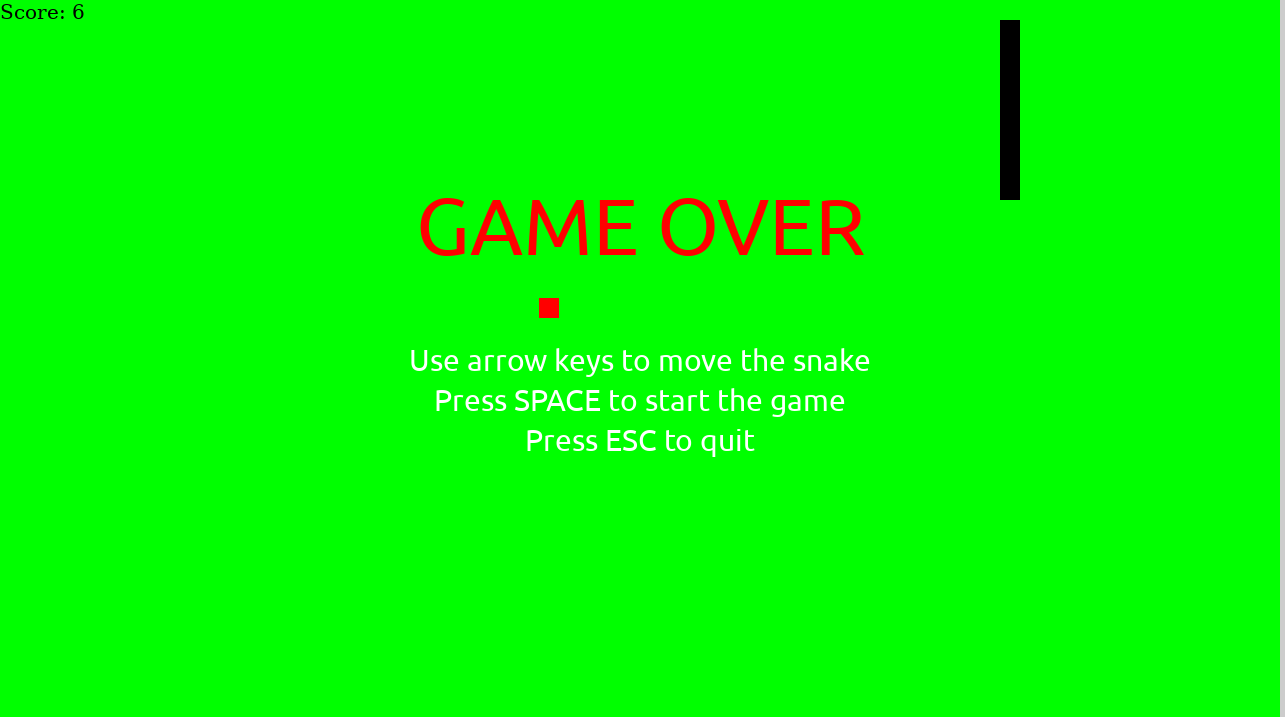 Score: 6
GAME OVER
Use arrow keys to move the snake
Press SPACE to start the game
Press ESC to quit